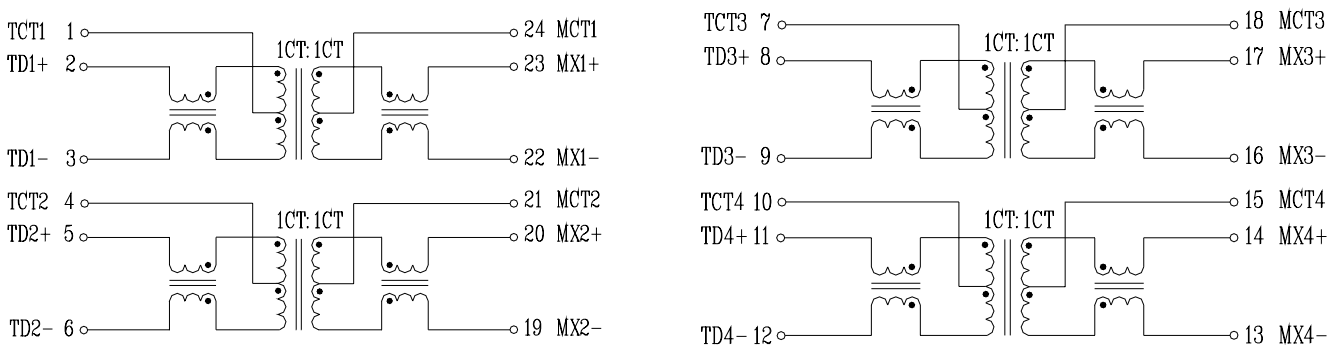 TCT1 1 24 MCT1
1CT:1CT
TD1+ 2 23 MX1+
TD1- 3 22 MX1-
TCT2 4 21 MCT2
1CT:1CT
TD2+ 5 20 MX2+
TD2- 6 19 MX2-
TCT3 7 18 MCT3
1CT:1CT
TD3+ 8 17 MX3+
TD3- 9 16 MX3-
TCT4 10 15 MCT4
1CT:1CT
TD4+ 11 14 MX4+
TD4- 12 13 MX4-